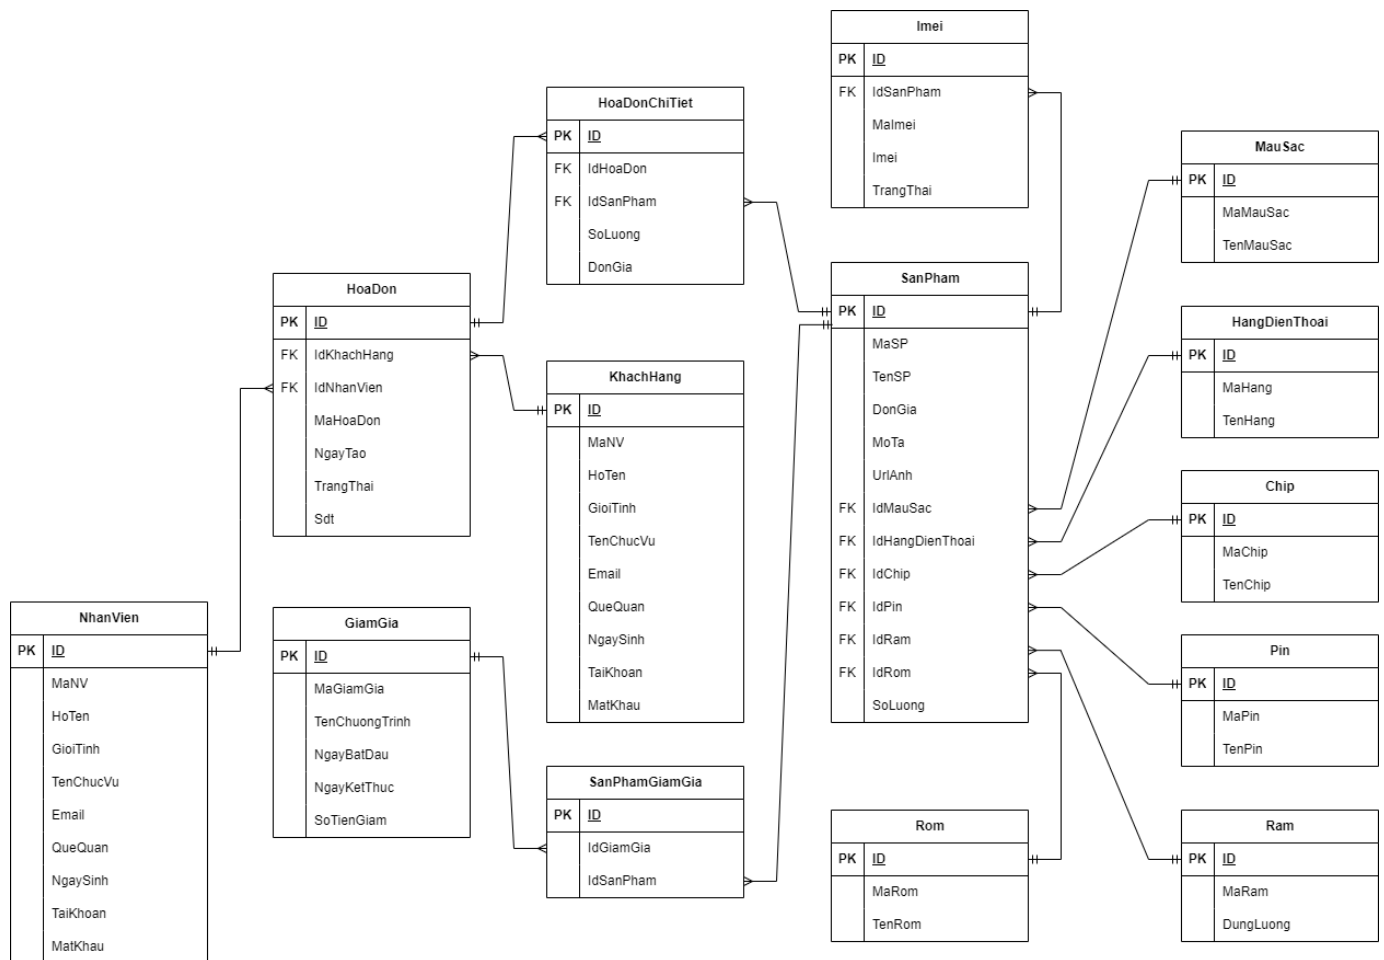 Imei
PK ID
FK IdSanPham
MaImei
Imei
TrangThai
HoaDonChiTiet
PK ID
FK IdHoaDon
FK IdSanPham
SoLuong
DonGia
MauSac
PK ID
MaMauSac
TenMauSac
HoaDon
PK ID
FK IdKhachHang
FK IdNhanVien
MaHoaDon
NgayTao
TrangThai
Sdt
SanPham
PK ID
MaSP
TenSP
DonGia
MoTa
UrlAnh
FK IdMauSac
FK IdHangDienThoai
FK IdChip
FK IdPin
FK IdRam
FK IdRom
SoLuong
HangDienThoai
PK ID
MaHang
TenHang
KhachHang
PK ID
MaNV
HoTen
GioiTinh
TenChucVu
Email
QueQuan
NgaySinh
TaiKhoan
MatKhau
Chip
PK ID
MaChip
TenChip
NhanVien
PK ID
MaNV
HoTen
GioiTinh
TenChucVu
Email
QueQuan
NgaySinh
TaiKhoan
MatKhau
GiamGia
PK ID
MaGiamGia
TenChuongTrinh
NgayBatDau
NgayKetThuc
SoTienGiam
Pin
PK ID
MaPin
TenPin
SanPhamGiamGia
PK ID
IdGiamGia
IdSanPham
Rom
PK ID
MaRom
TenRom
Ram
PK ID
MaRam
DungLuong